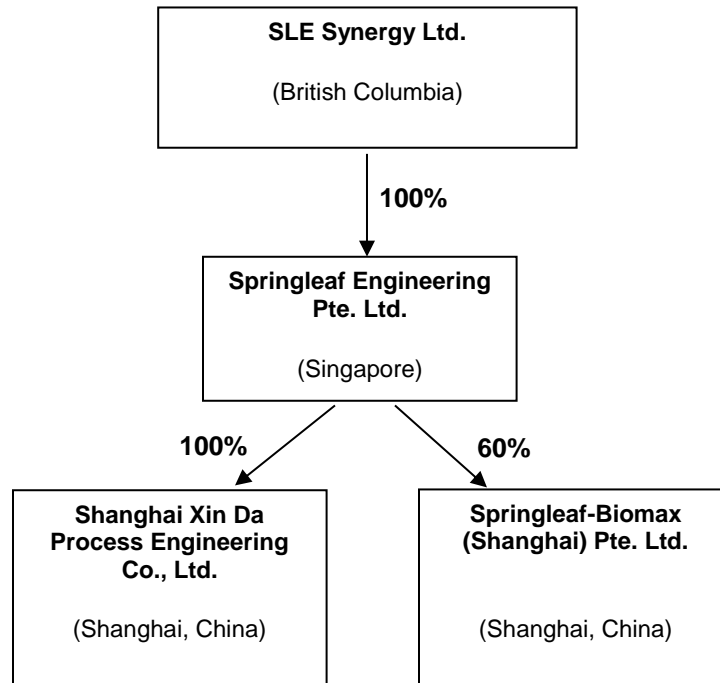 SLE Synergy Ltd.
(British Columbia)
100%
Springleaf Engineering
Pte. Ltd.
(Singapore)
100%
60%
Shanghai Xin Da
Process Engineering
Co., Ltd.
(Shanghai, China)
Springleaf-Biomax
(Shanghai) Pte. Ltd.
(Shanghai, China)